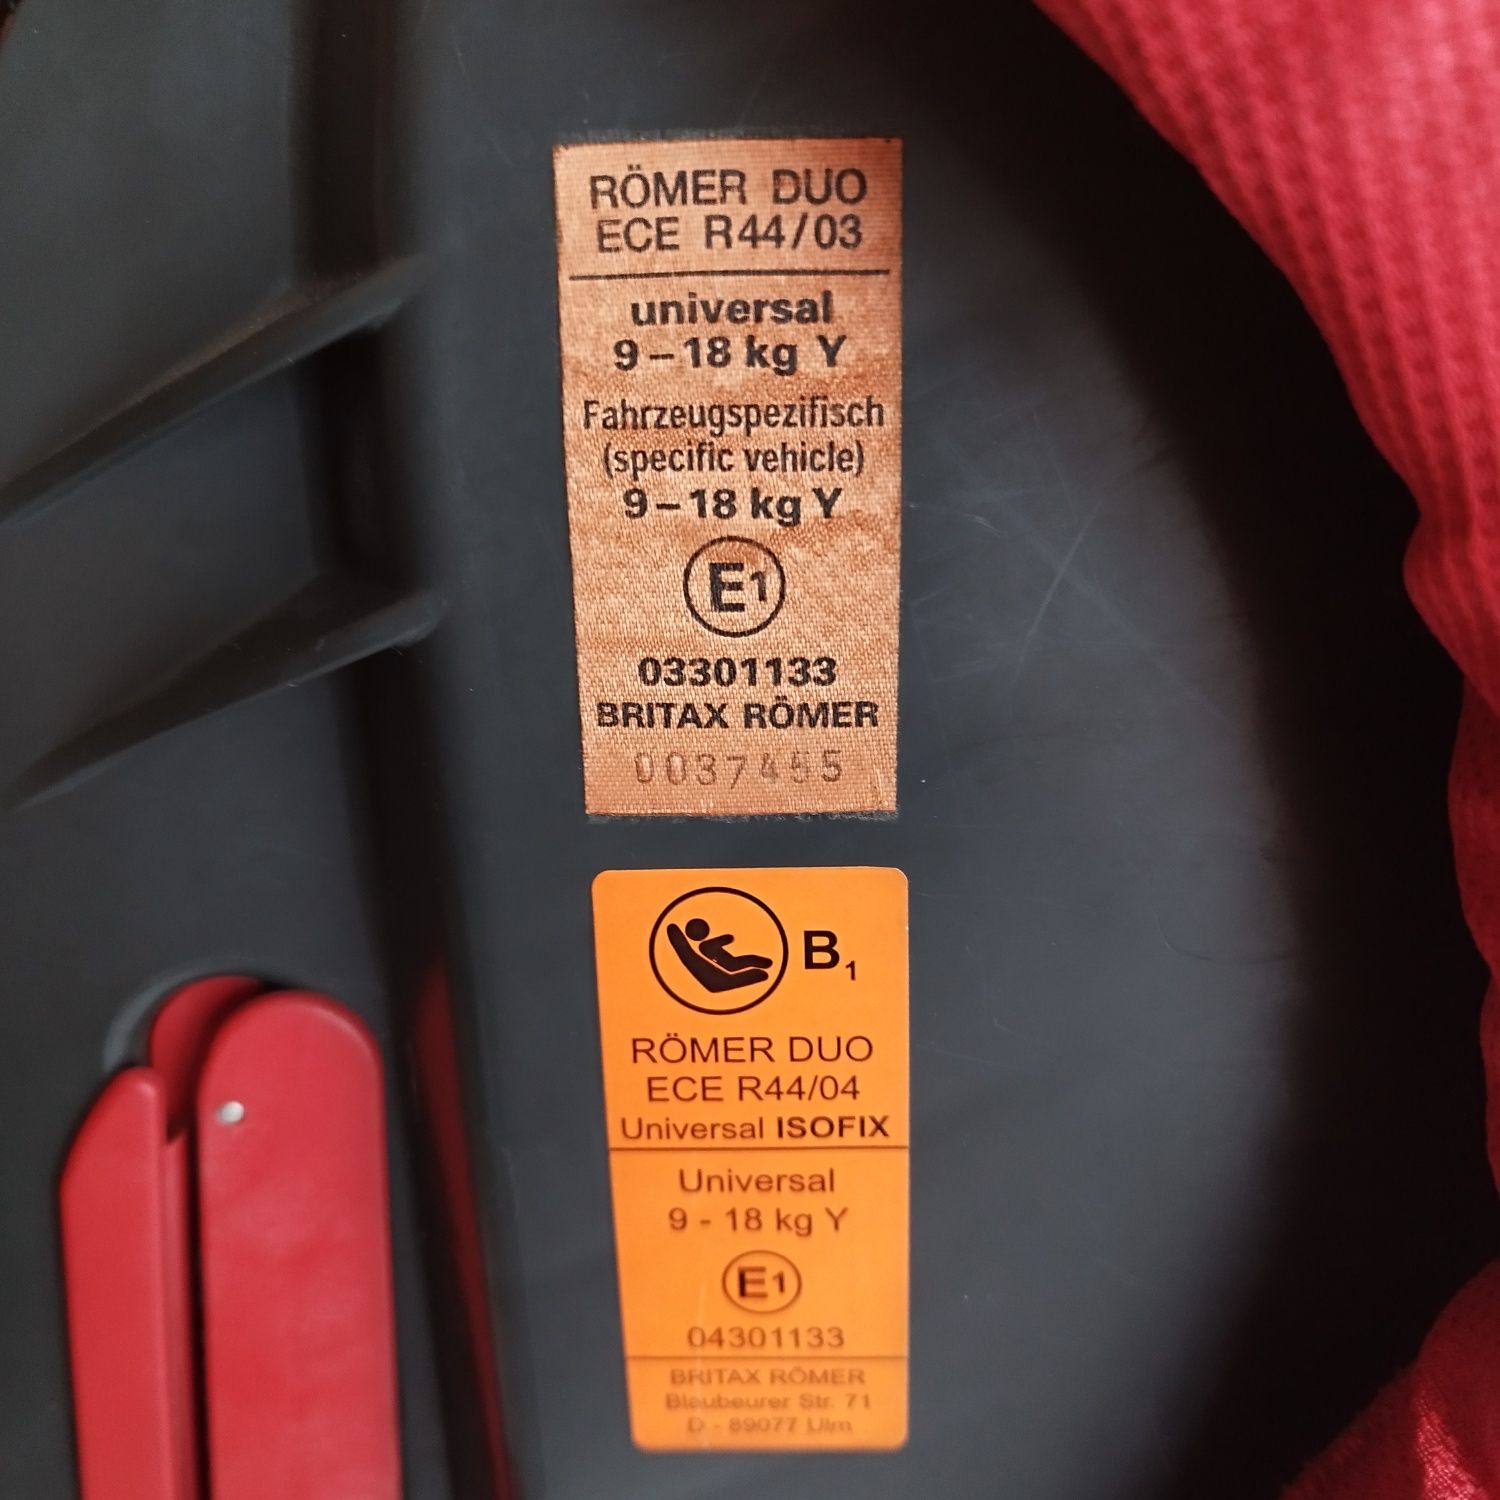 RÖMER DUO
ECE R44/03
universal
9–18 kg Y
Fahrzeugspezifisch
(specific vehicle)
9–18 kg Y
E1
03301133
BRITAX RÖMER
0037455
B1
RÖMER DUO
ECE R44/04
Universal ISOFIX
Universal
9 - 18 kg Y
E1
04301133
BRITAX RÖMER
Blaubeurer Str. 71
D - 89077 Ulm